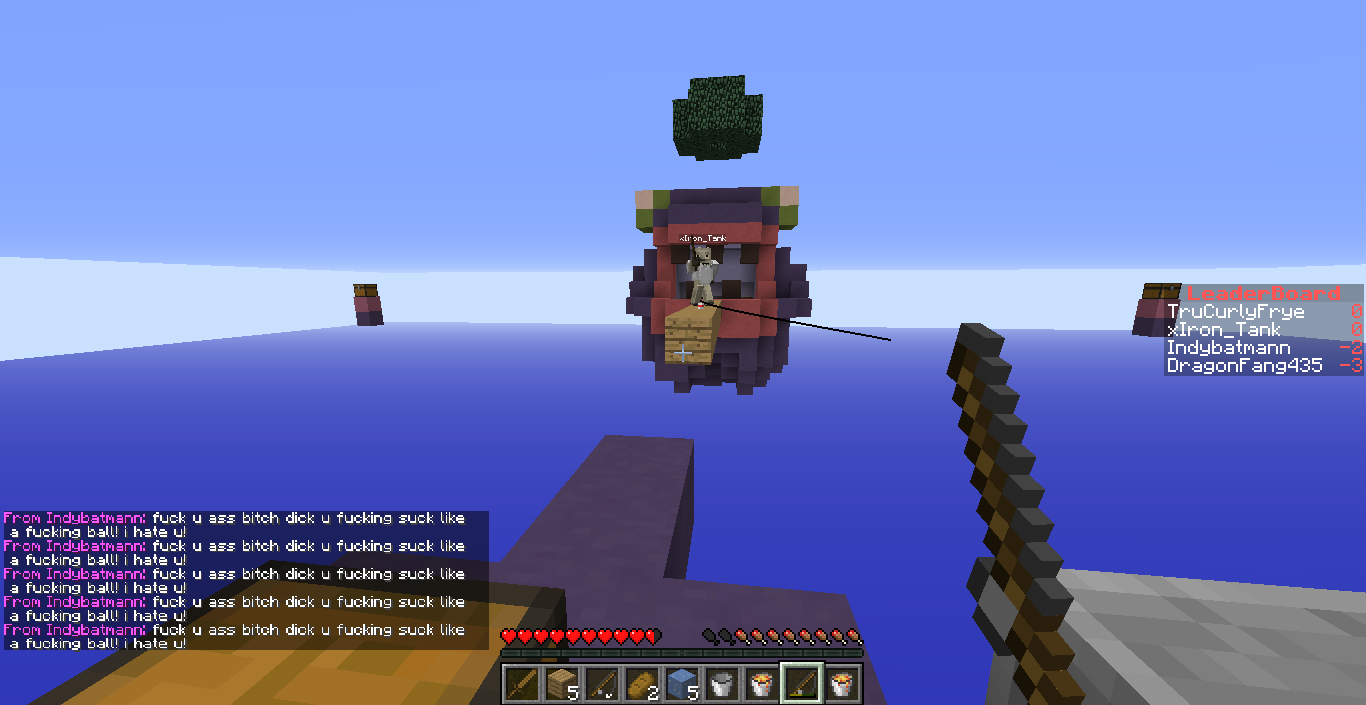 xIron_Tank
LeaderBoard
TruCurlyFrye 0
xIron_Tank 0
Indybatmann -2
DragonFang435 -3
From Indybatmann: fuck u ass bitch dick u fucking suck like
a fucking ball! i hate u!
From Indybatmann: fuck u ass bitch dick u fucking suck like
a fucking ball! i hate u!
From Indybatmann: fuck u ass bitch dick u fucking suck like
a fucking ball! i hate u!
From Indybatmann: fuck u ass bitch dick u fucking suck like
a fucking ball! i hate u!
From Indybatmann: fuck u ass bitch dick u fucking suck like
a fucking ball! i hate u!
5 2 5